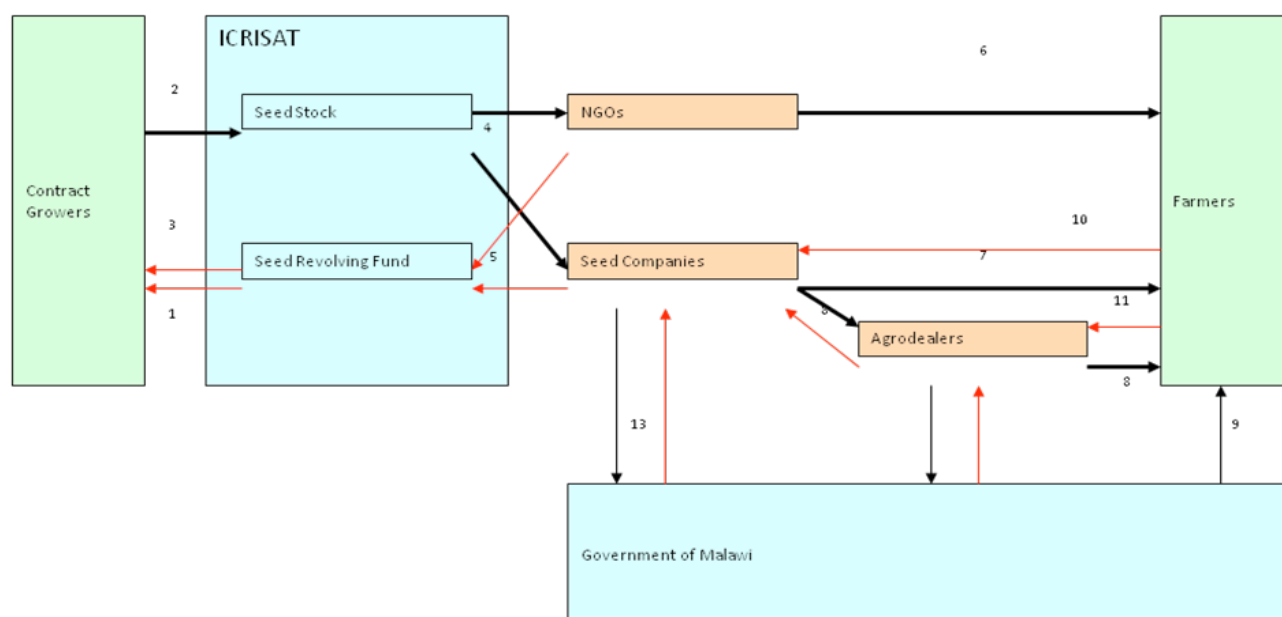 ICRISAT
6
2
Seed Stock
NGOs
4
Contract
Growers
Farmers
3
10
Seed Revolving Fund
5
Seed Companies
7
11
1
8
Agrodealers
8
13
9
Government of Malawi